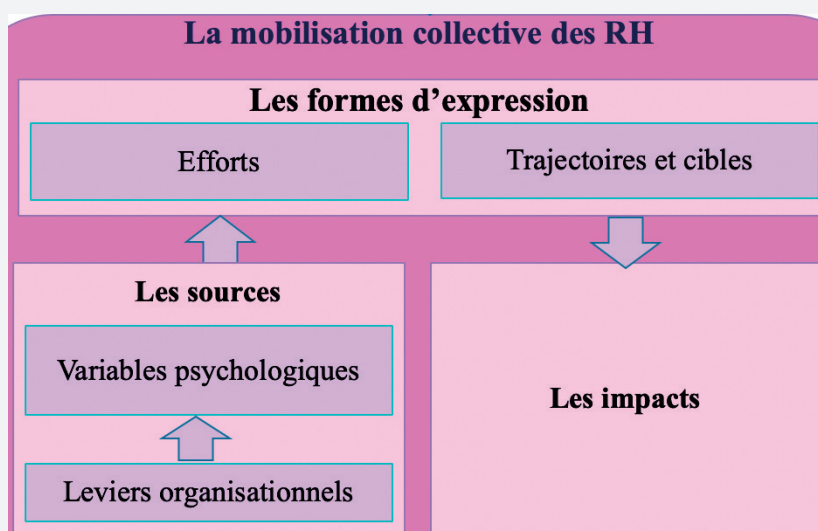 La mobilisation collective des RH
Les formes d’expression
Efforts
Trajectoires et cibles
Les sources
Variables psychologiques
Leviers organisationnels
Les impacts